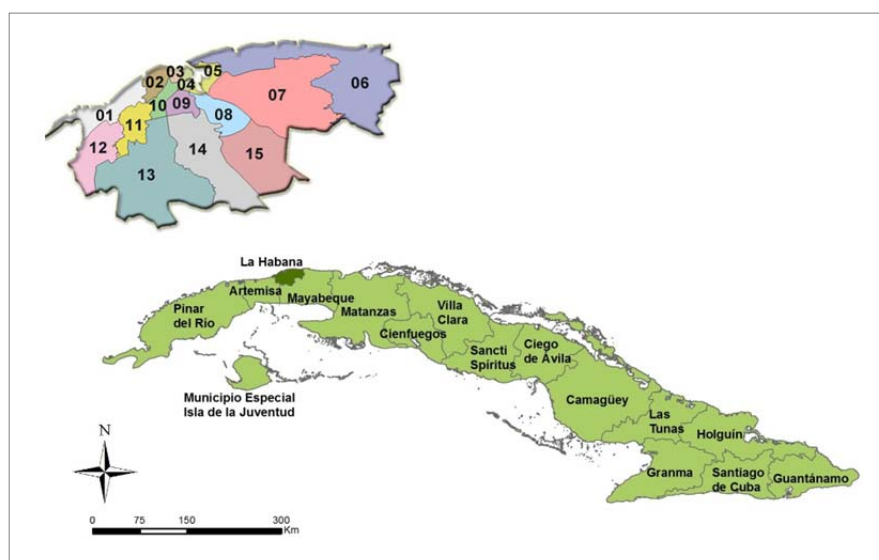 03
05
02
04
06
07
01
10
09
08
11
12
14
15
13
La Habana
Artemisa
Mayabeque
Pinar
del Río
Matanzas
Villa
Clara
Cienfuegos
Sancti
Spíritus
Ciego
de Ávila
Municipio Especial
Isla de la Juventud
Camagüey
Las
Tunas
Holguín
Granma
Santiago
de Cuba
Guantánamo
N
0 75 150 300
Km